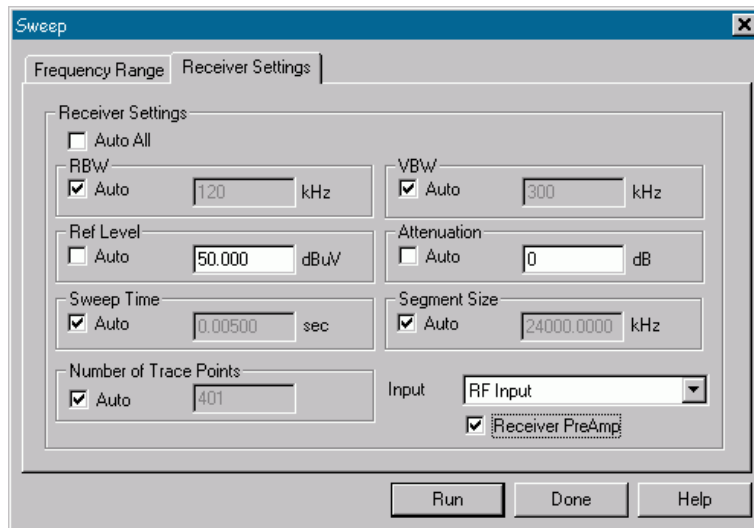 Sweep
Frequency Range
Receiver Settings
Receiver Settings
Auto All
RBW
Auto 120 kHz
VBW
Auto 300 kHz
Ref Level
Auto 50.000 dBuV
Attenuation
Auto 0 dB
Sweep Time
Auto 0.00500 sec
Segment Size
Auto 24000.0000 kHz
Number of Trace Points
Auto 401
Input RF Input
Receiver PreAmp
Run
Done
Help